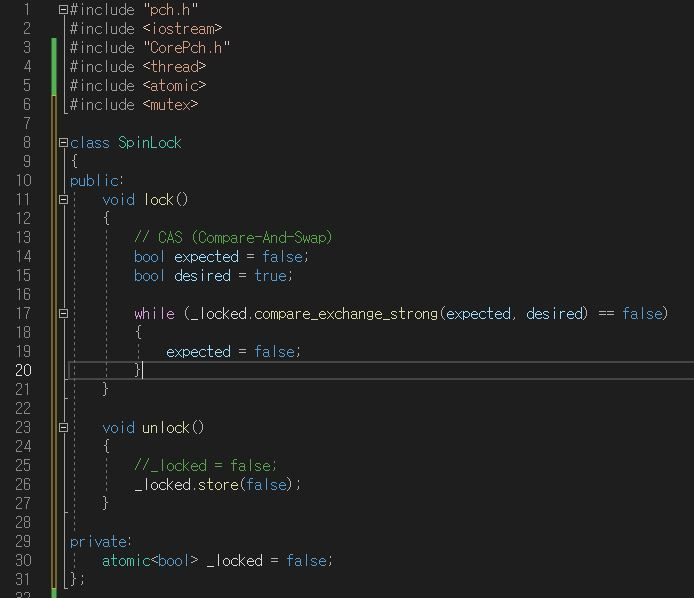 1 #include "pch.h"
2 #include <iostream>
3 #include "CorePch.h"
4 #include <thread>
5 #include <atomic>
6 #include <mutex>
7
8 class SpinLock
9 {
10 public:
11     void lock()
12     {
13         // CAS (Compare-And-Swap)
14         bool expected = false;
15         bool desired = true;
16
17         while (_locked.compare_exchange_strong(expected, desired) == false)
18         {
19             expected = false;
20         }
21     }
22
23     void unlock()
24     {
25         //_locked = false;
26         _locked.store(false);
27     }
28
29 private:
30     atomic<bool> _locked = false;
31 };
32